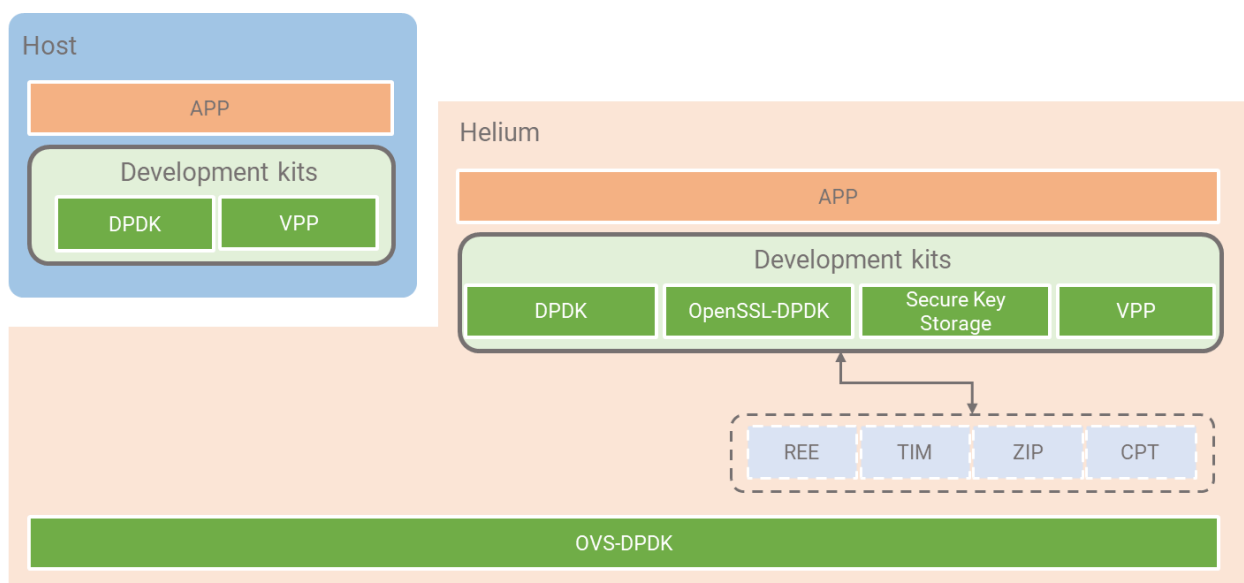 Host
APP
Development kits
DPDK
VPP
Helium
APP
Development kits
DPDK
OpenSSL-DPDK
Secure Key
Storage
VPP
REE
TIM
ZIP
CPT
OVS-DPDK